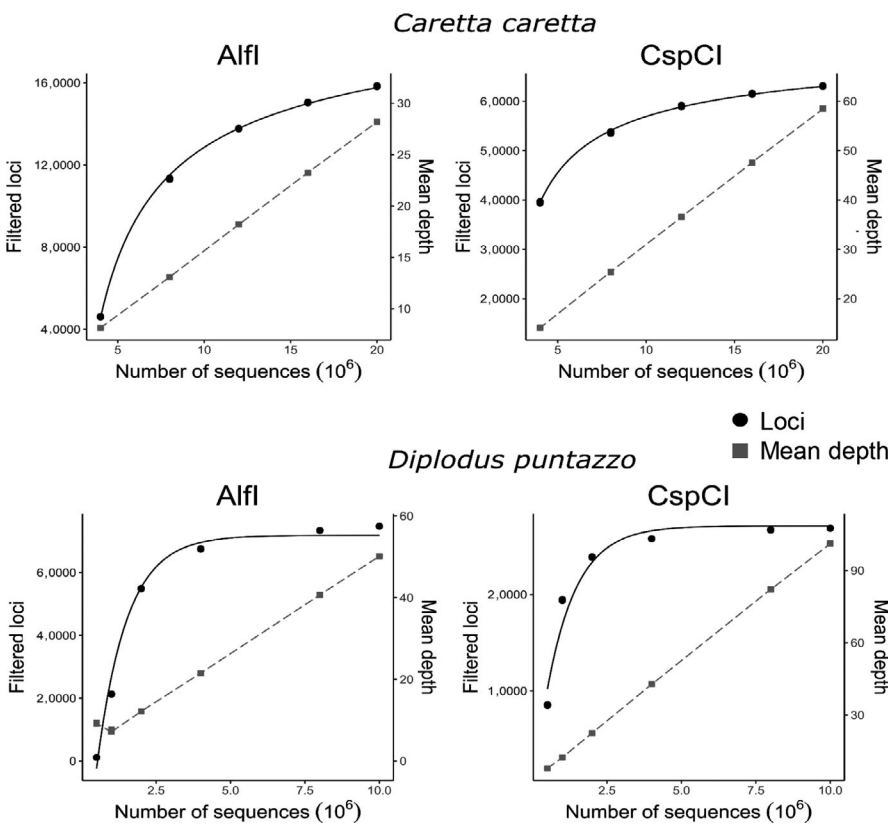 Caretta caretta
AlfI
CspCI
16,0000
12,0000
8,0000
4,0000
Filtered loci
30
25
20
15
10
Mean depth
5
10
15
20
Number of sequences (10⁶)
6,0000
5,0000
4,0000
3,0000
2,0000
Filtered loci
60
50
40
30
20
Mean depth
5
10
15
20
Number of sequences (10⁶)
Loci
Mean depth
Diplodus puntazzo
AlfI
CspCI
6,0000
4,0000
2,0000
0
Filtered loci
60
40
20
0
Mean depth
2.5
5.0
7.5
10.0
Number of sequences (10⁶)
2,0000
1,0000
Filtered loci
90
60
30
Mean depth
2.5
5.0
7.5
10.0
Number of sequences (10⁶)